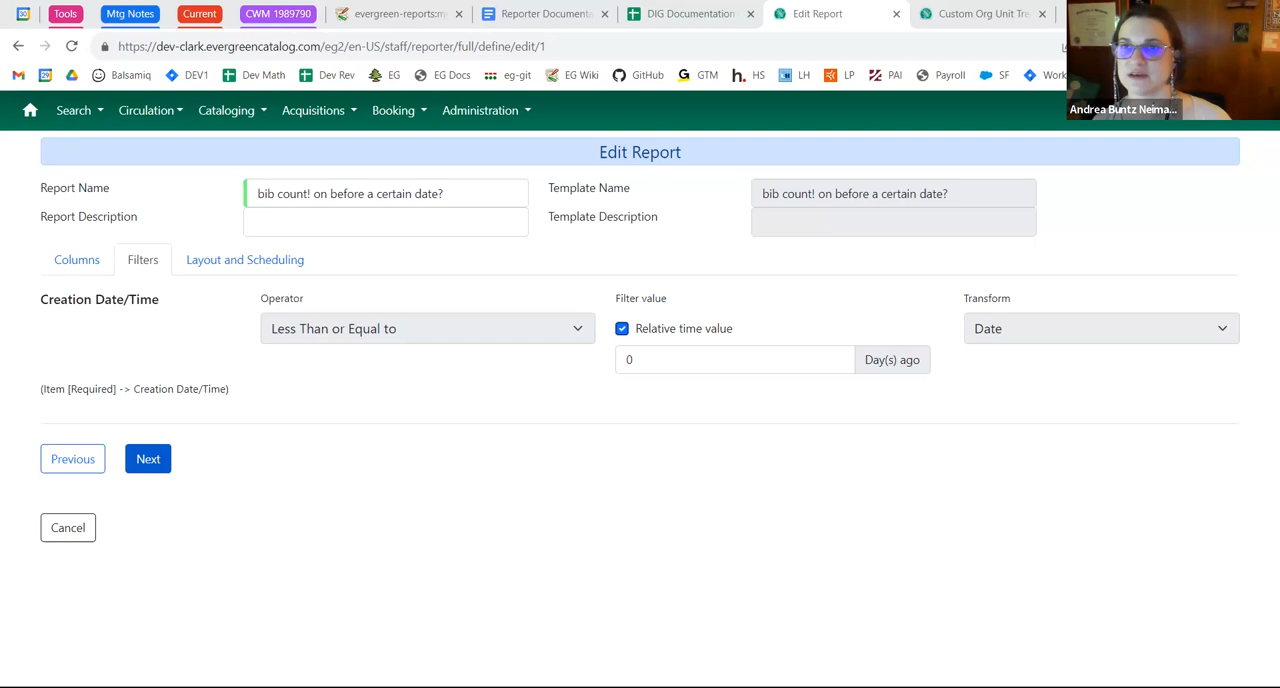 30 Tools Mtg Notes Current CWM 1989790 evergreen-reports:m Reporter Document DIG Documentation Edit Report Custom Org Unit Tre
https://dev-clark.evergreencatalog.com/eg2/en-US/staff/reporter/full/define/edit/1
Balsamiq DEV1 Dev Math Dev Rev EG EG Docs eg-git EG Wiki GitHub GTM HS LH LP PAI Payroll SF Work
Andrea Buntz Neima...
Search Circulation Cataloging Acquisitions Booking Administration
Edit Report
Report Name bib count! on before a certain date? Template Name bib count! on before a certain date?
Report Description Template Description
Columns Filters Layout and Scheduling
Creation Date/Time Operator Filter value Transform
Less Than or Equal to Relative time value Date
0 Day(s) ago
(Item [Required] -> Creation Date/Time)
Previous Next
Cancel